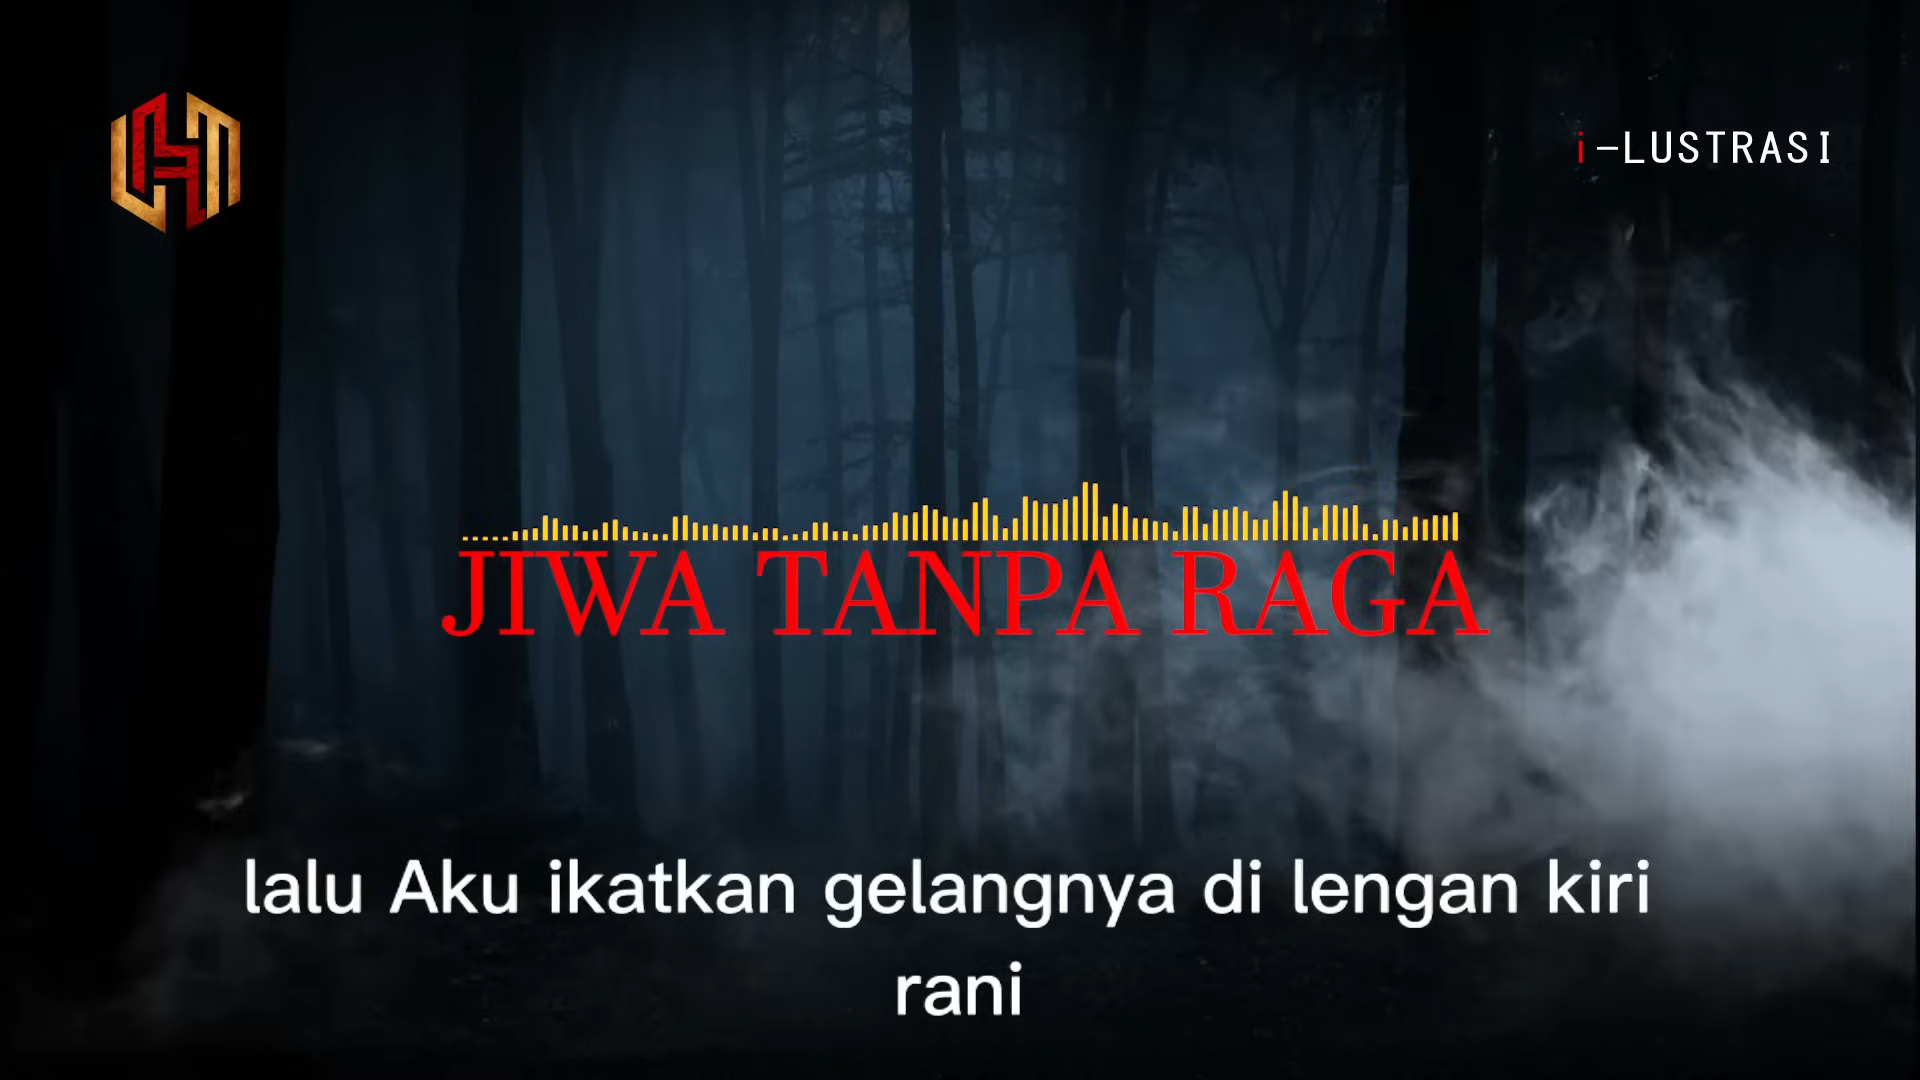 i-LUSTRASI
JIWA TANPA RAGA
lalu Aku ikatkan gelangnya di lengan kiri
rani